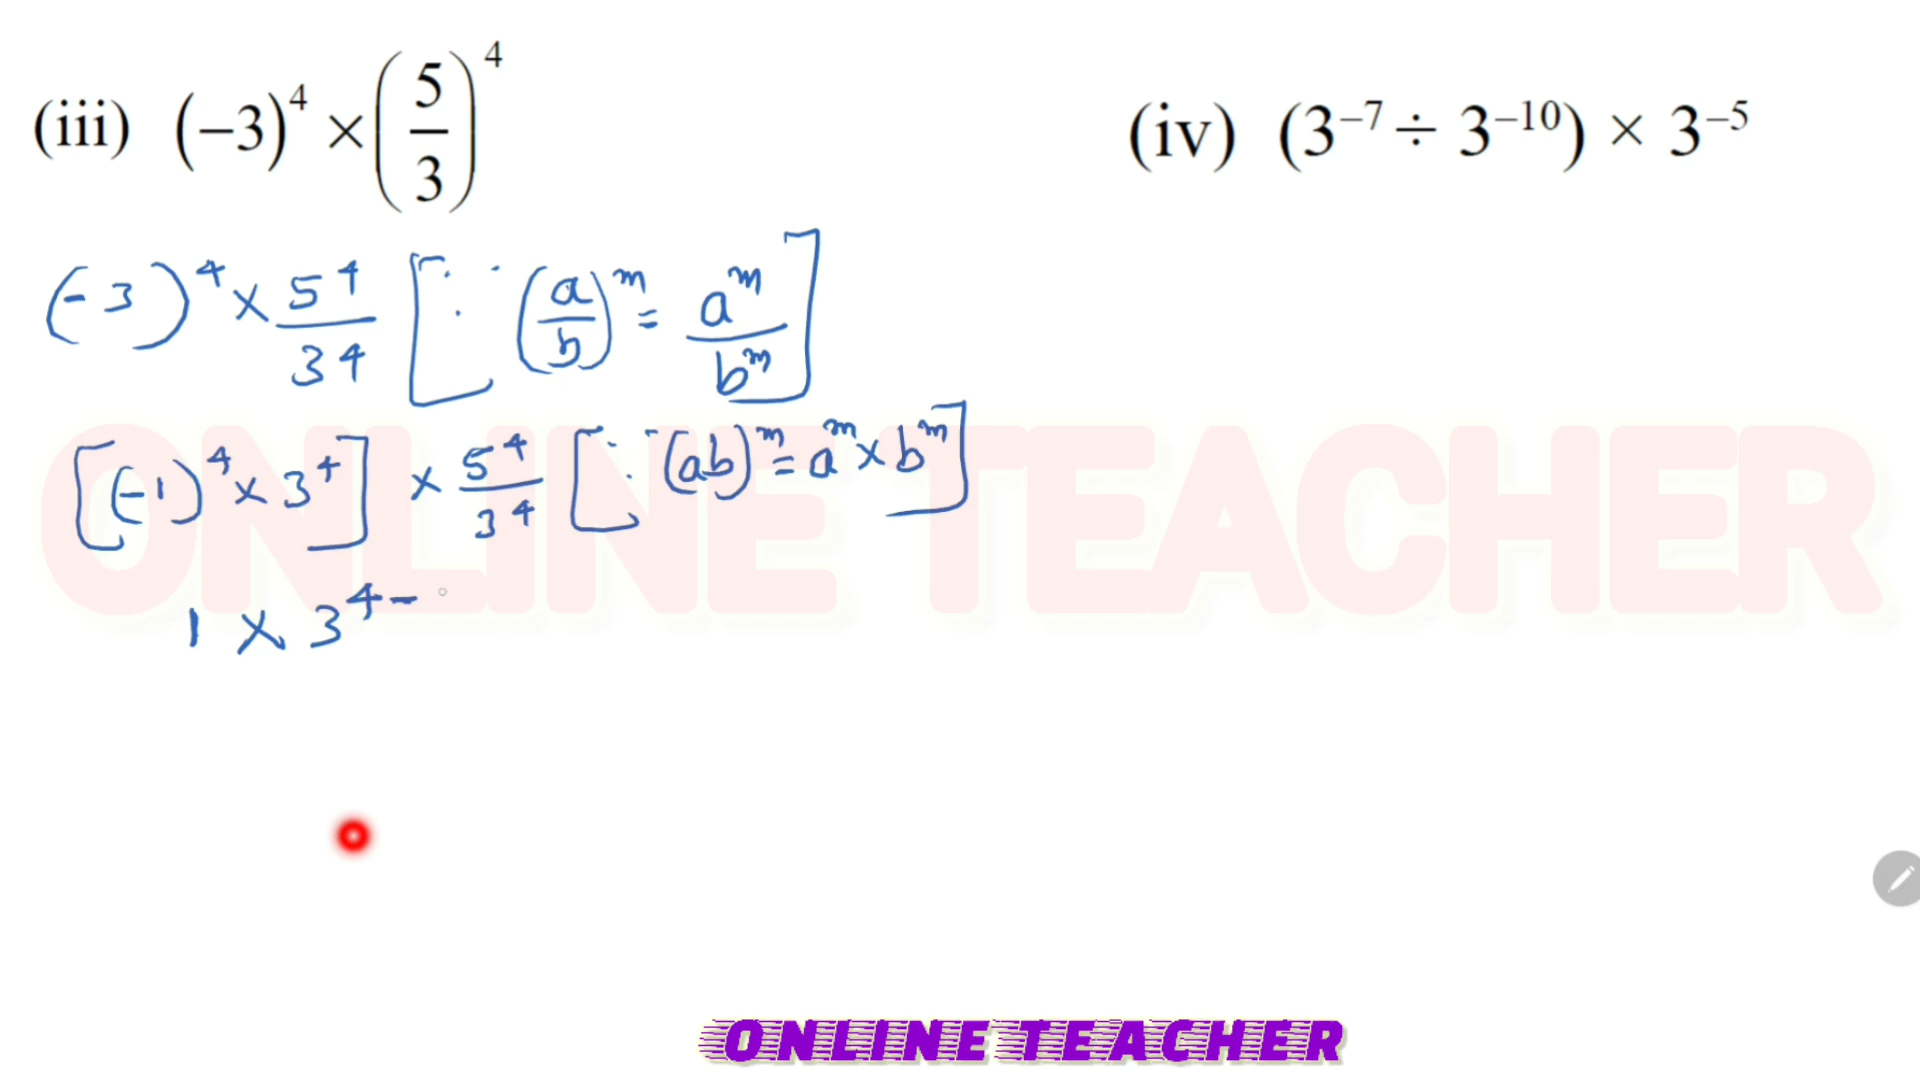 (iii) (−3)⁴ × (5/3)⁴
(iv) (3⁻⁷ ÷ 3⁻¹⁰) × 3⁻⁵
(-3)⁴ × 5⁴/3⁴ [∵ (a/b)ᵐ = aᵐ/bᵐ]
[(-1)⁴ × 3⁴] × 5⁴/3⁴ [∵ (ab)ᵐ = aᵐ × bᵐ]
1 × 3⁴⁻
ONLINE TEACHER
ONLINE TEACHER